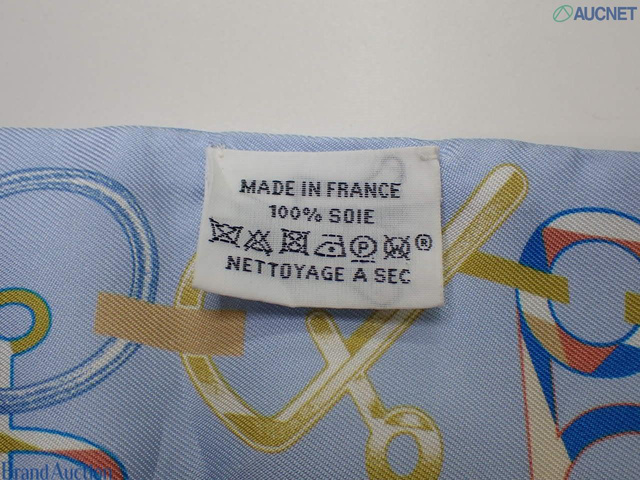 AUCNET
MADE IN FRANCE
100% SOIE
P ®
NETTOYAGE A SEC
Brand Auction